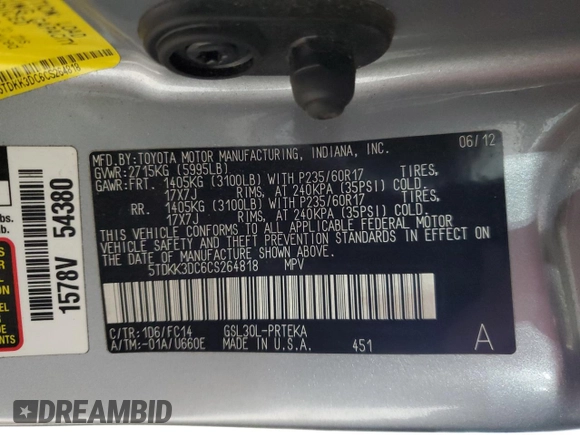 5TDKK3DC6CS264818
1578V 54380
lbs.
lb.
MFD.BY:TOYOTA MOTOR MANUFACTURING, INDIANA, INC. 06/12
GVWR:2715KG (5995LB)
GAWR:FRT. 1405KG (3100LB) WITH P235/60R17 TIRES,
17X7J RIMS, AT 240KPA (35PSI) COLD
RR. 1405KG (3100LB) WITH P235/60R17 TIRES,
17X7J RIMS, AT 240KPA (35PSI) COLD
THIS VEHICLE CONFORMS TO ALL APPLICABLE FEDERAL MOTOR
VEHICLE SAFETY AND THEFT PREVENTION STANDARDS IN EFFECT ON
THE DATE OF MANUFACTURE SHOWN ABOVE.
5TDKK3DC6CS264818 MPV
C/TR:1D6/FC14 GSL30L-PRTEKA
A/TM:-01A/U660E MADE IN U.S.A. 451 A
DREAMBID